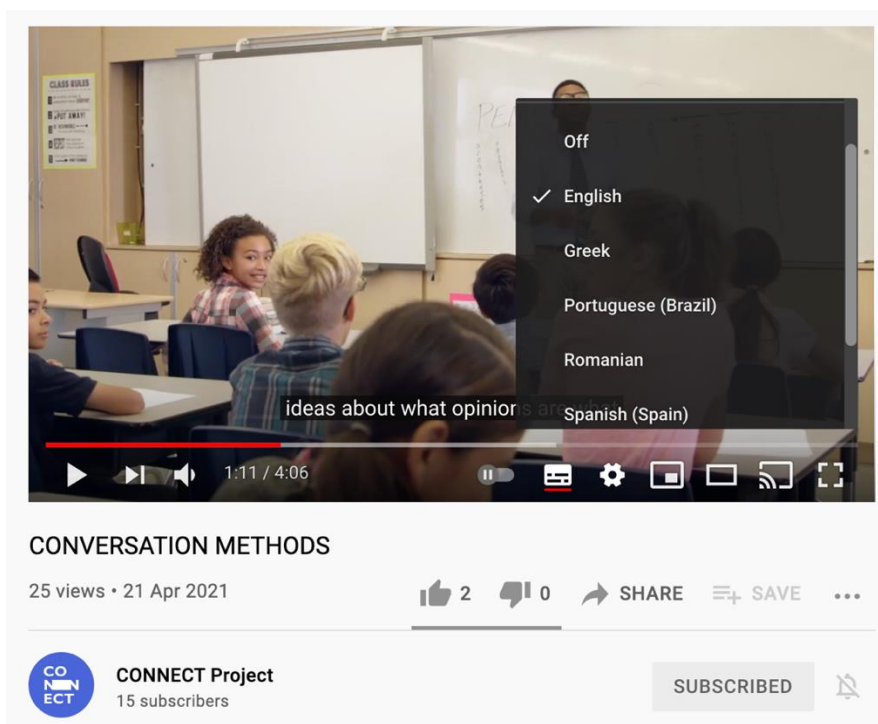 CLASS RULES
PUT AWAY!
Off
English
Greek
Portuguese (Brazil)
Romanian
Spanish (Spain)
ideas about what opinions are what
1:11 / 4:06
CONVERSATION METHODS
25 views • 21 Apr 2021
2 0 SHARE SAVE
CO
NN
ECT
CONNECT Project
15 subscribers
SUBSCRIBED